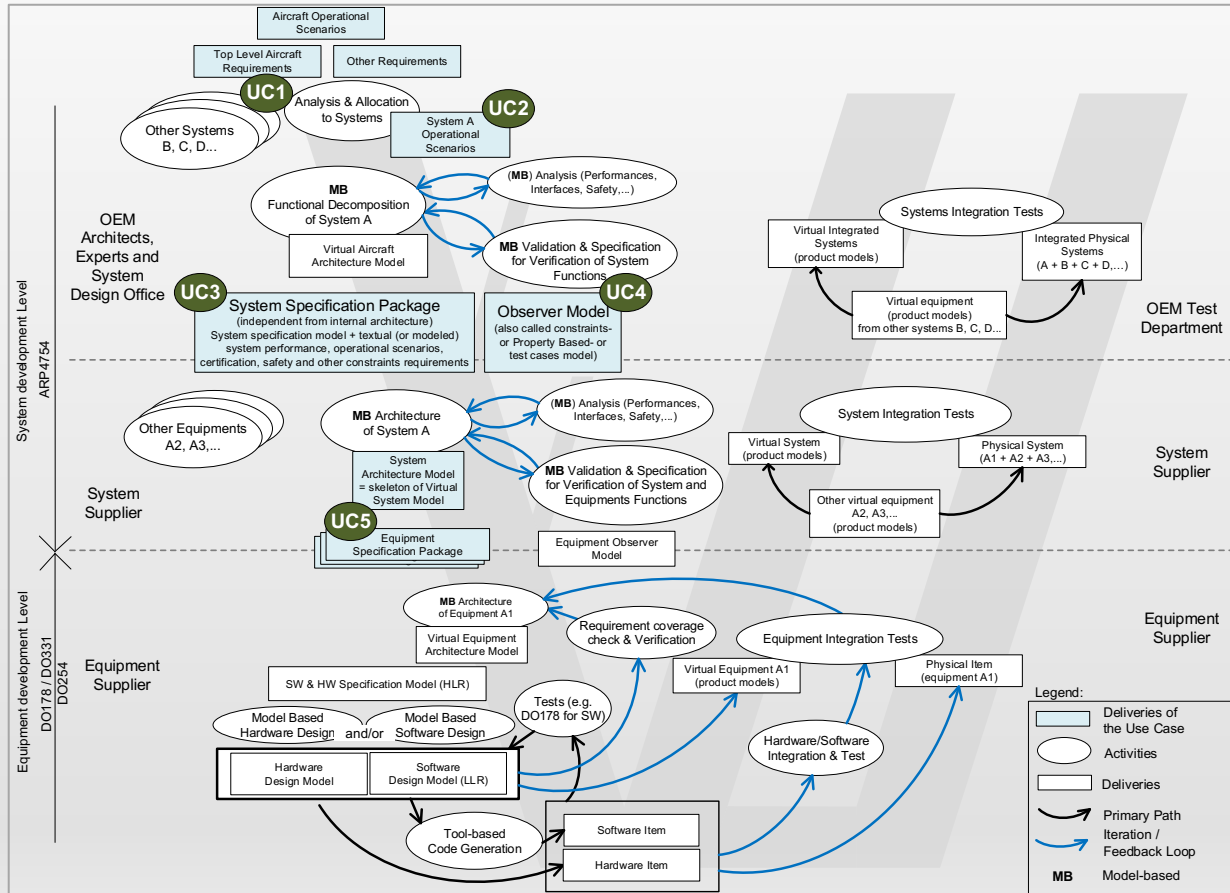 Aircraft Operational
Scenarios
Top Level Aircraft
Requirements
Other Requirements
UC1
Analysis & Allocation
to Systems
UC2
System A
Operational
Scenarios
Other Systems
B, C, D...
MB
Functional Decomposition
of System A
(MB) Analysis (Performances,
Interfaces, Safety,...)
Virtual Aircraft
Architecture Model
MB Validation & Specification
for Verification of System
Functions
OEM
Architects,
Experts and
System
Design Office
UC3
System Specification Package
(independent from internal architecture)
System specification model + textual (or modeled)
system performance, operational scenarios,
certification, safety and other constraints requirements
UC4
Observer Model
(also called constraints-
or Property Based- or
test cases model)
Systems Integration Tests
Virtual Integrated
Systems
(product models)
Integrated Physical
Systems
(A + B + C + D,...)
Virtual equipment
(product models)
from other systems B, C, D...
OEM Test
Department
System development Level
ARP4754
Other Equipments
A2, A3,...
MB Architecture
of System A
(MB) Analysis (Performances,
Interfaces, Safety,...)
System
Architecture Model
= skeleton of Virtual
System Model
MB Validation & Specification
for Verification of System and
Equipments Functions
System
Supplier
UC5
Equipment
Specification Package
Equipment Observer
Model
System Integration Tests
Virtual System
(product models)
Physical System
(A1 + A2 + A3,...)
Other virtual equipment
A2, A3,...
(product models)
System
Supplier
Equipment development Level
DO178 / DO331
DO254
MB Architecture
of Equipment A1
Virtual Equipment
Architecture Model
Requirement coverage
check & Verification
Equipment Integration Tests
Virtual Equipment A1
(product models)
Physical Item
(equipment A1)
Equipment
Supplier
Equipment
Supplier
SW & HW Specification Model (HLR)
Model Based
Hardware Design
and/or
Model Based
Software Design
Tests (e.g.
DO178 for SW)
Hardware
Design Model
Software
Design Model (LLR)
Hardware/Software
Integration & Test
Tool-based
Code Generation
Software Item
Hardware Item
Legend:
Deliveries of
the Use Case
Activities
Deliveries
Primary Path
Iteration /
Feedback Loop
MB Model-based